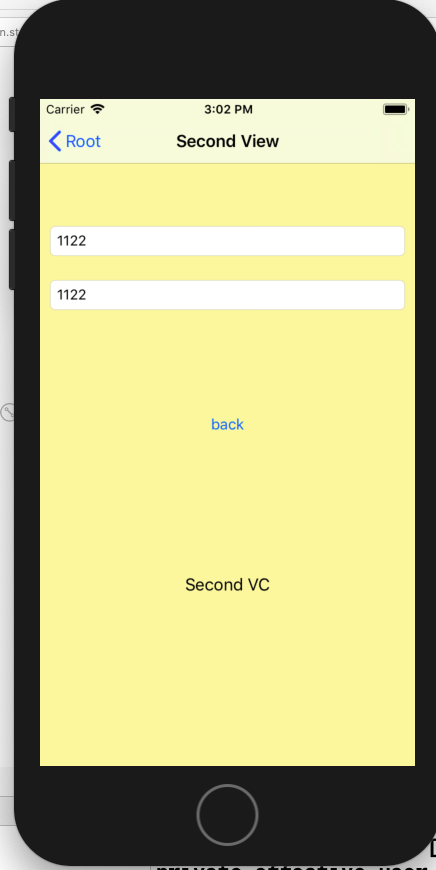 Carrier 3:02 PM
Root Second View
1122
1122
back
Second VC